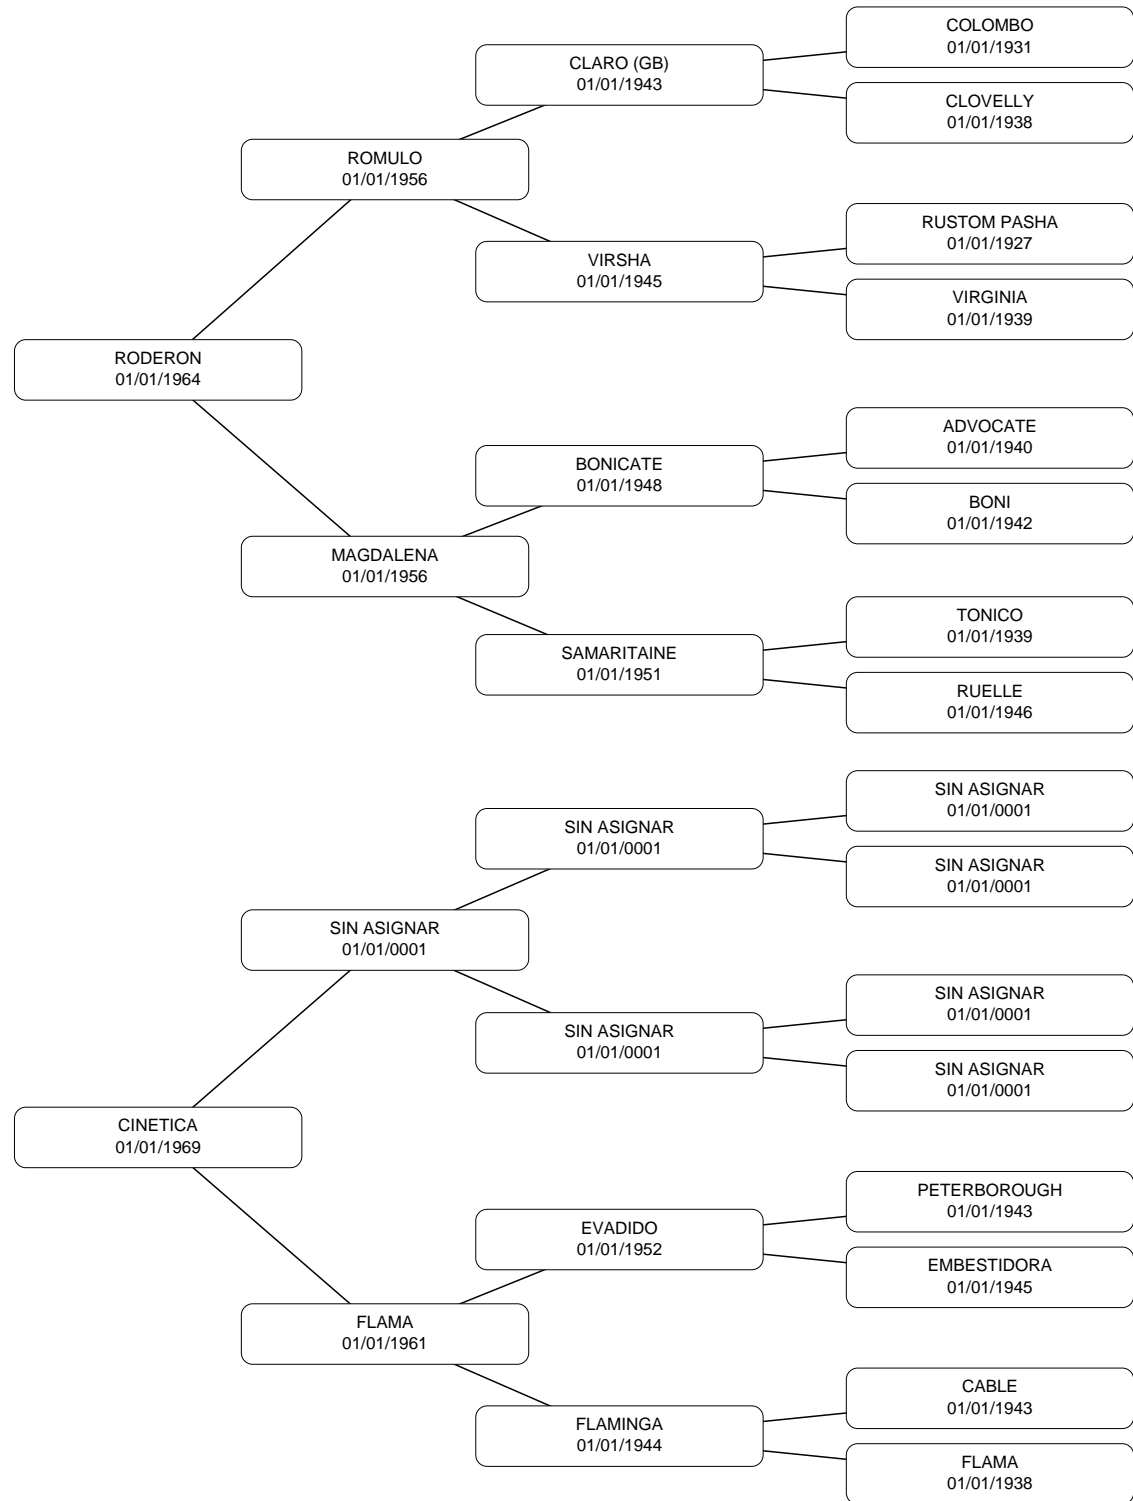 COLOMBO
01/01/1931
CLARO (GB)
01/01/1943
CLOVELLY
01/01/1938
ROMULO
01/01/1956
RUSTOM PASHA
01/01/1927
VIRSHA
01/01/1945
VIRGINIA
01/01/1939
RODERON
01/01/1964
ADVOCATE
01/01/1940
BONICATE
01/01/1948
BONI
01/01/1942
MAGDALENA
01/01/1956
TONICO
01/01/1939
SAMARITAINE
01/01/1951
RUELLE
01/01/1946
SIN ASIGNAR
01/01/0001
SIN ASIGNAR
01/01/0001
SIN ASIGNAR
01/01/0001
SIN ASIGNAR
01/01/0001
SIN ASIGNAR
01/01/0001
SIN ASIGNAR
01/01/0001
SIN ASIGNAR
01/01/0001
CINETICA
01/01/1969
PETERBOROUGH
01/01/1943
EVADIDO
01/01/1952
EMBESTIDORA
01/01/1945
FLAMA
01/01/1961
CABLE
01/01/1943
FLAMINGA
01/01/1944
FLAMA
01/01/1938